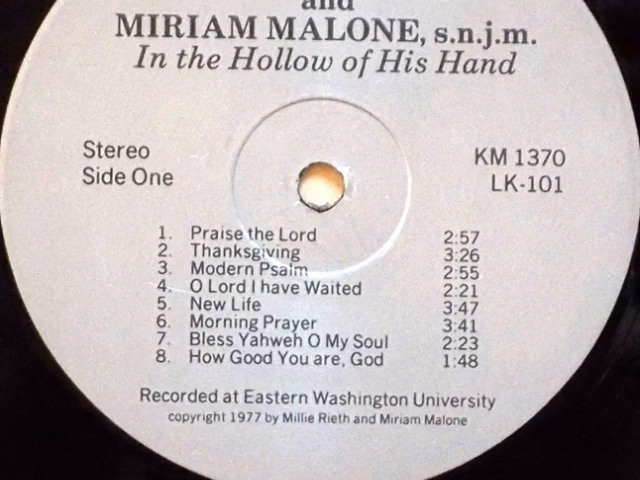 and
MIRIAM MALONE, s.n.j.m.
In the Hollow of His Hand
Stereo
Side One
KM 1370
LK-101
1. Praise the Lord 2:57
2. Thanksgiving 3:26
3. Modern Psalm 2:55
4. O Lord I have Waited 2:21
5. New Life 3:47
6. Morning Prayer 3:41
7. Bless Yahweh O My Soul 2:23
8. How Good You are, God 1:48
Recorded at Eastern Washington University
copyright 1977 by Millie Rieth and Miriam Malone